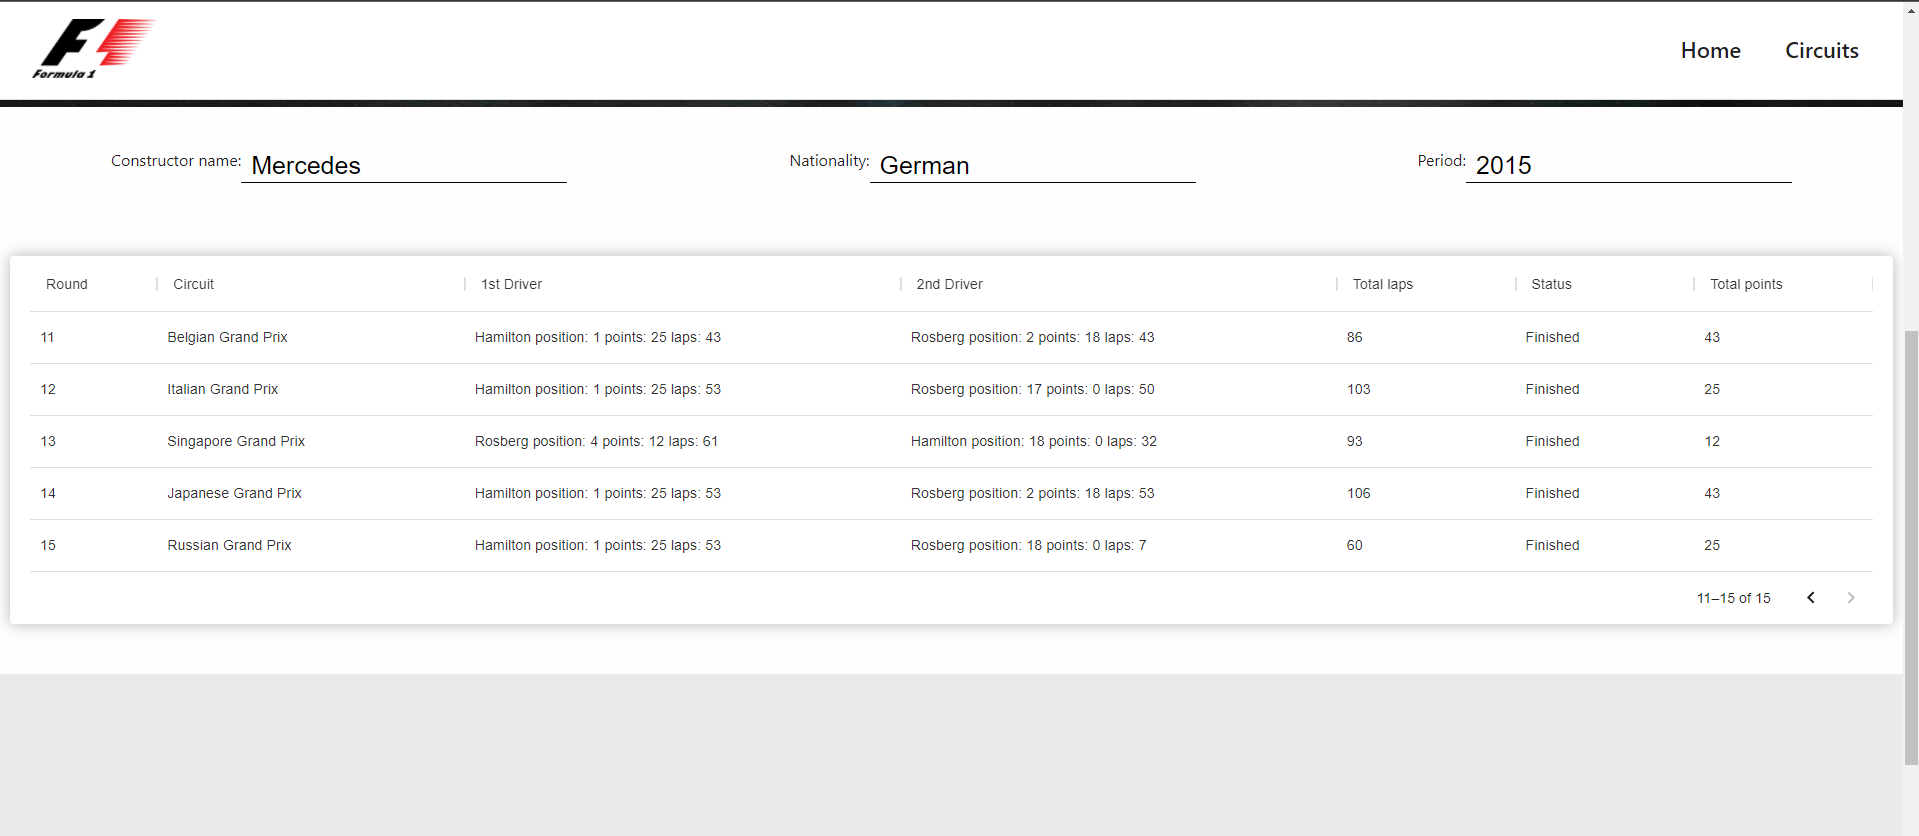 Formula 1
Home Circuits
Constructor name: Mercedes Nationality: German Period: 2015
Round Circuit 1st Driver 2nd Driver Total laps Status Total points
11 Belgian Grand Prix Hamilton position: 1 points: 25 laps: 43 Rosberg position: 2 points: 18 laps: 43 86 Finished 43
12 Italian Grand Prix Hamilton position: 1 points: 25 laps: 53 Rosberg position: 17 points: 0 laps: 50 103 Finished 25
13 Singapore Grand Prix Rosberg position: 4 points: 12 laps: 61 Hamilton position: 18 points: 0 laps: 32 93 Finished 12
14 Japanese Grand Prix Hamilton position: 1 points: 25 laps: 53 Rosberg position: 2 points: 18 laps: 53 106 Finished 43
15 Russian Grand Prix Hamilton position: 1 points: 25 laps: 53 Rosberg position: 18 points: 0 laps: 7 60 Finished 25
11–15 of 15